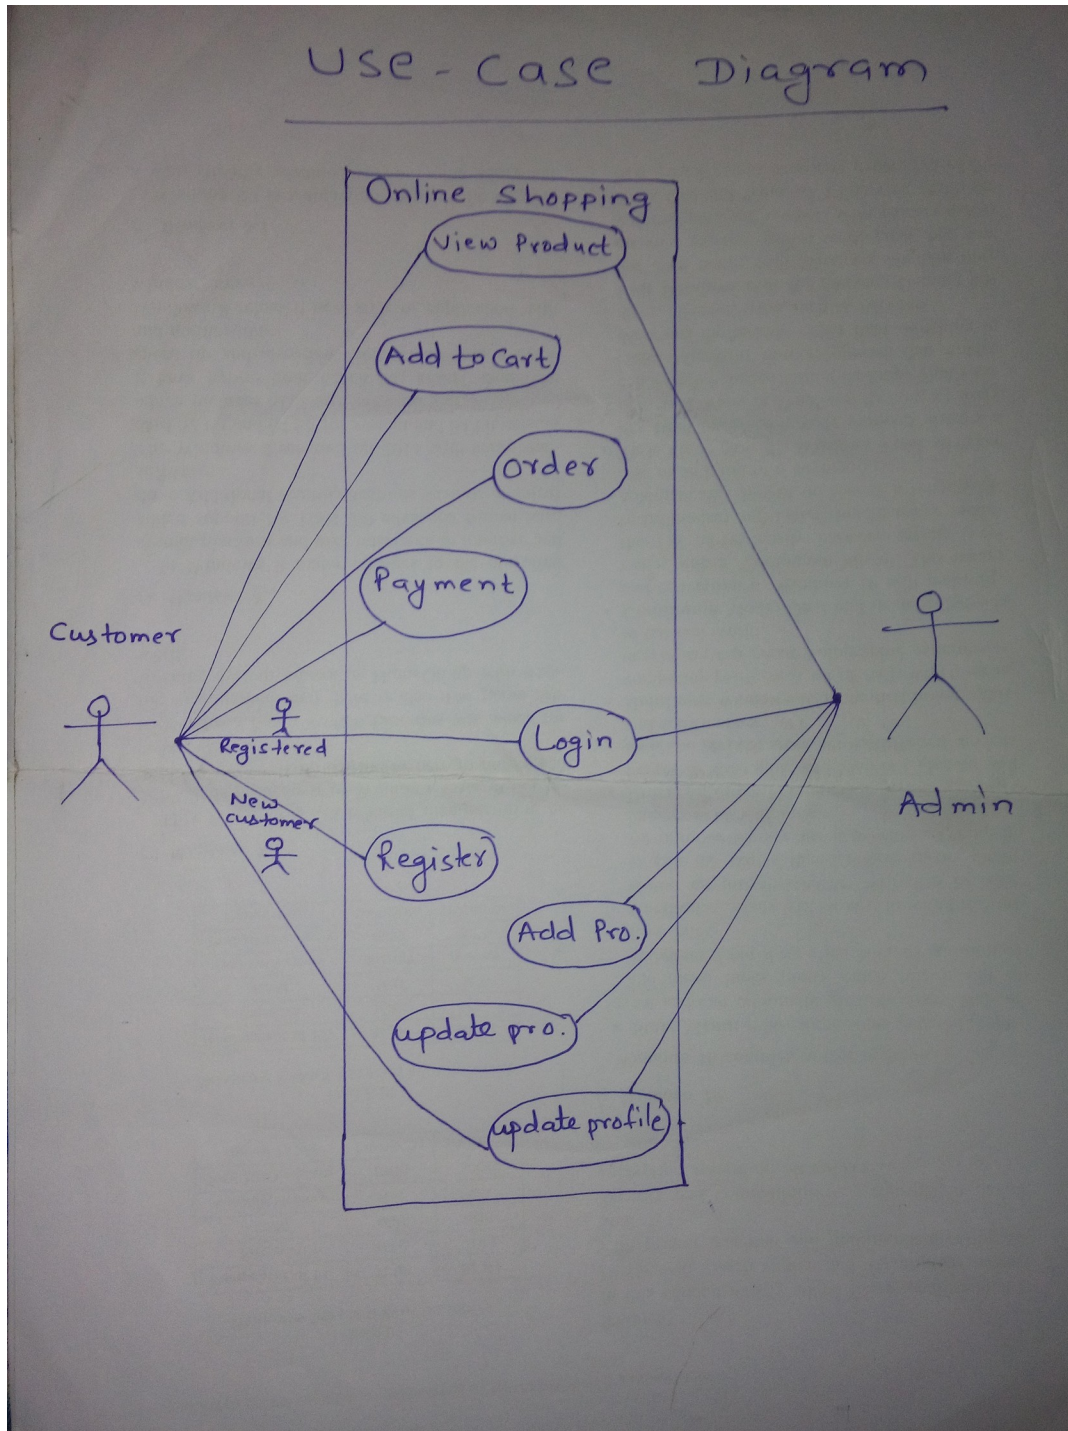 Use-Case Diagram
Online Shopping
View Product
Add to Cart
Order
Payment
Customer
Registered
Login
New
customer
Admin
Register
Add Pro.
update pro.
update profile